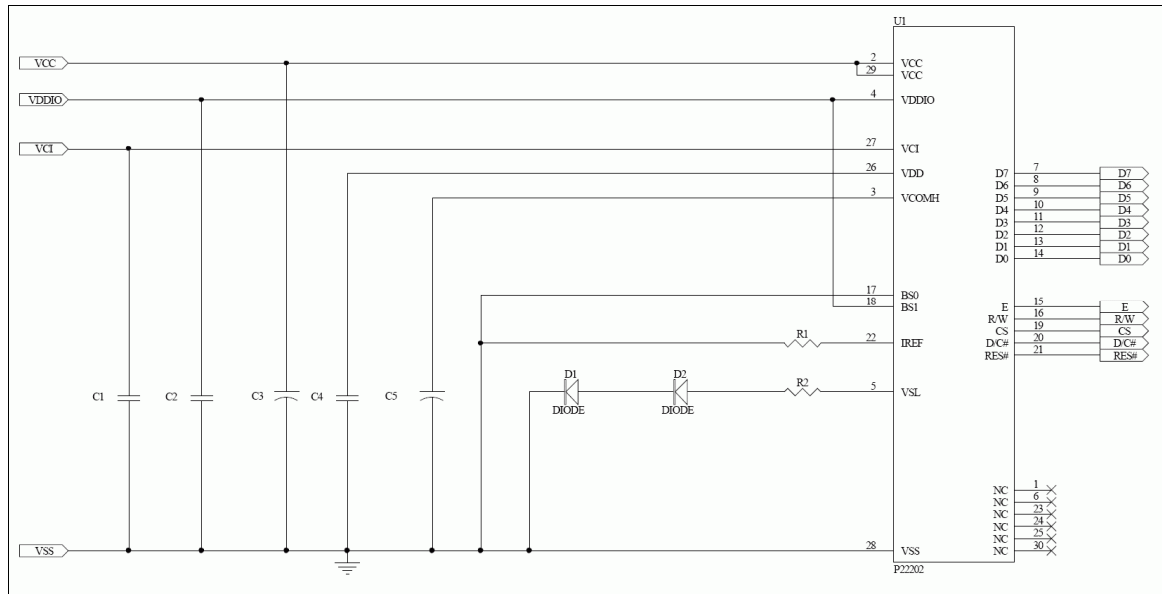 U1
VCC
2
VCC
29
VCC
VDDIO
4
VDDIO
VCI
27
VCI
26
VDD
3
VCOMH
D7
7
D7
D6
8
D6
D5
9
D5
D4
10
D4
D3
11
D3
D2
12
D2
D1
13
D1
D0
14
D0
17
BS0
18
BS1
E
15
E
R/W
16
R/W
CS
19
CS
D/C#
20
D/C#
RES#
21
RES#
R1
22
IREF
D1
DIODE
D2
DIODE
R2
5
VSL
C1
C2
C3
C4
C5
NC
1
NC
6
NC
23
NC
24
NC
25
NC
30
VSS
28
VSS
P22202